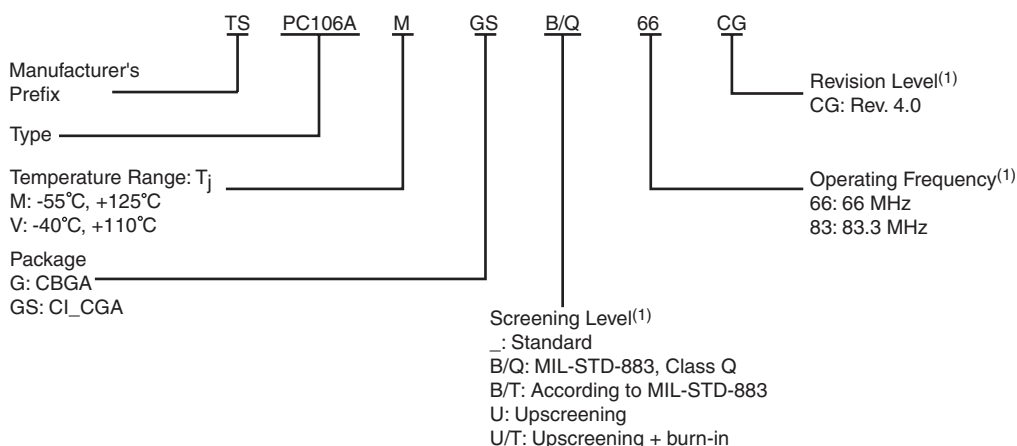 TS PC106A M GS B/Q 66 CG
Manufacturer's
Prefix
Type
Temperature Range: Tj
M: -55°C, +125°C
V: -40°C, +110°C
Package
G: CBGA
GS: CI_CGA
Screening Level(1)
_: Standard
B/Q: MIL-STD-883, Class Q
B/T: According to MIL-STD-883
U: Upscreening
U/T: Upscreening + burn-in
Operating Frequency(1)
66: 66 MHz
83: 83.3 MHz
Revision Level(1)
CG: Rev. 4.0